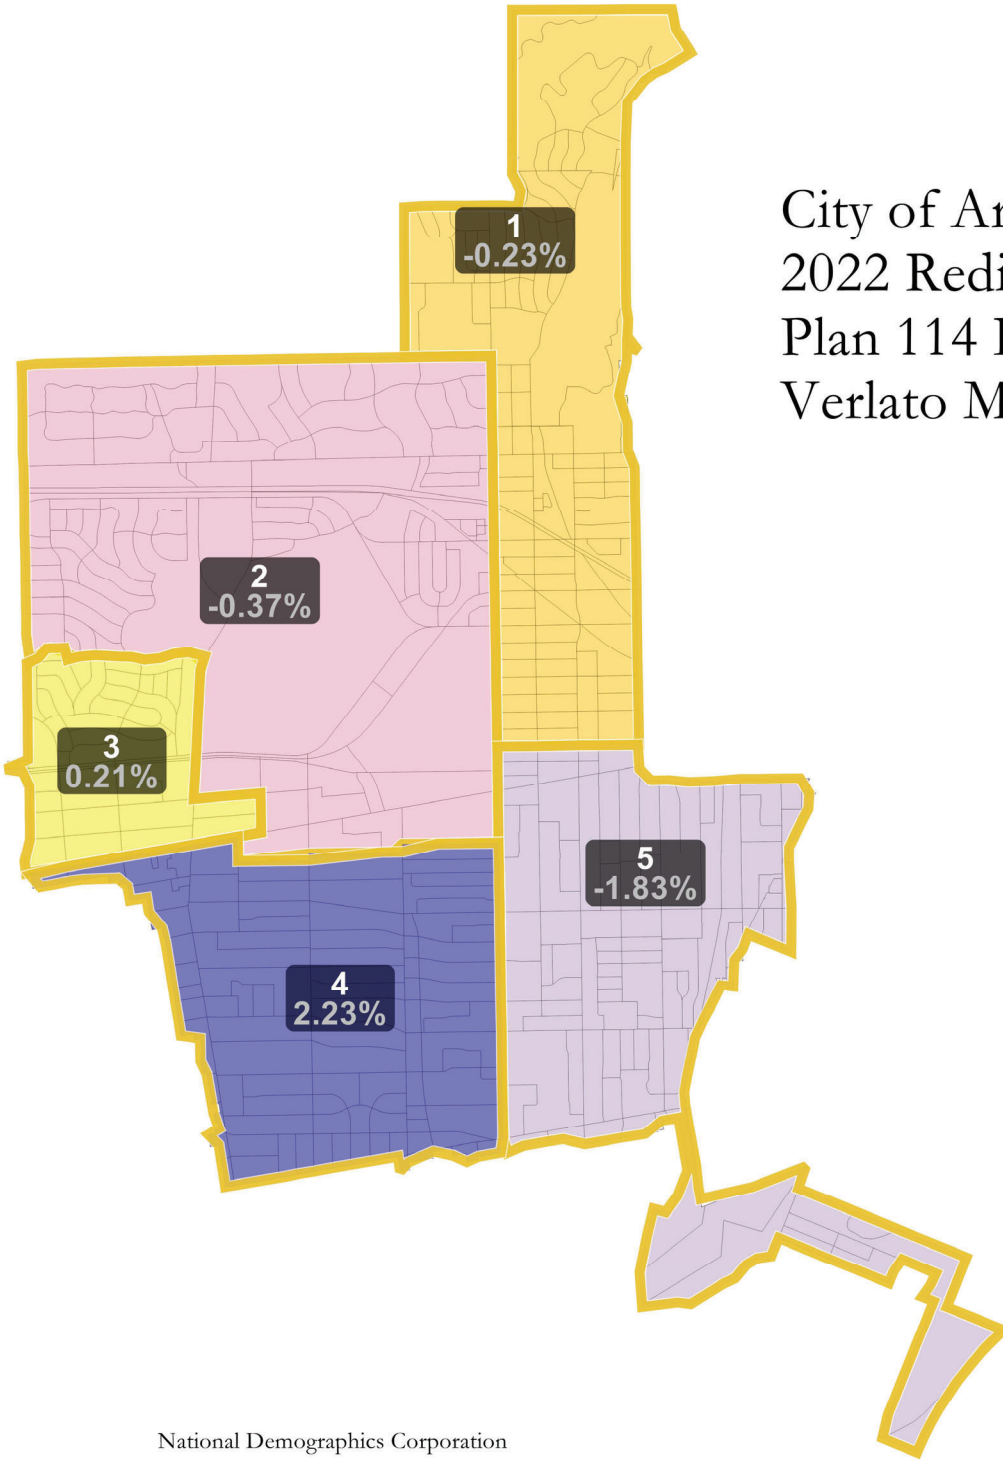 City of Ar
2022 Redi
Plan 114
Verlato M
1
-0.23%
2
-0.37%
3
0.21%
5
-1.83%
4
2.23%
National Demographics Corporation